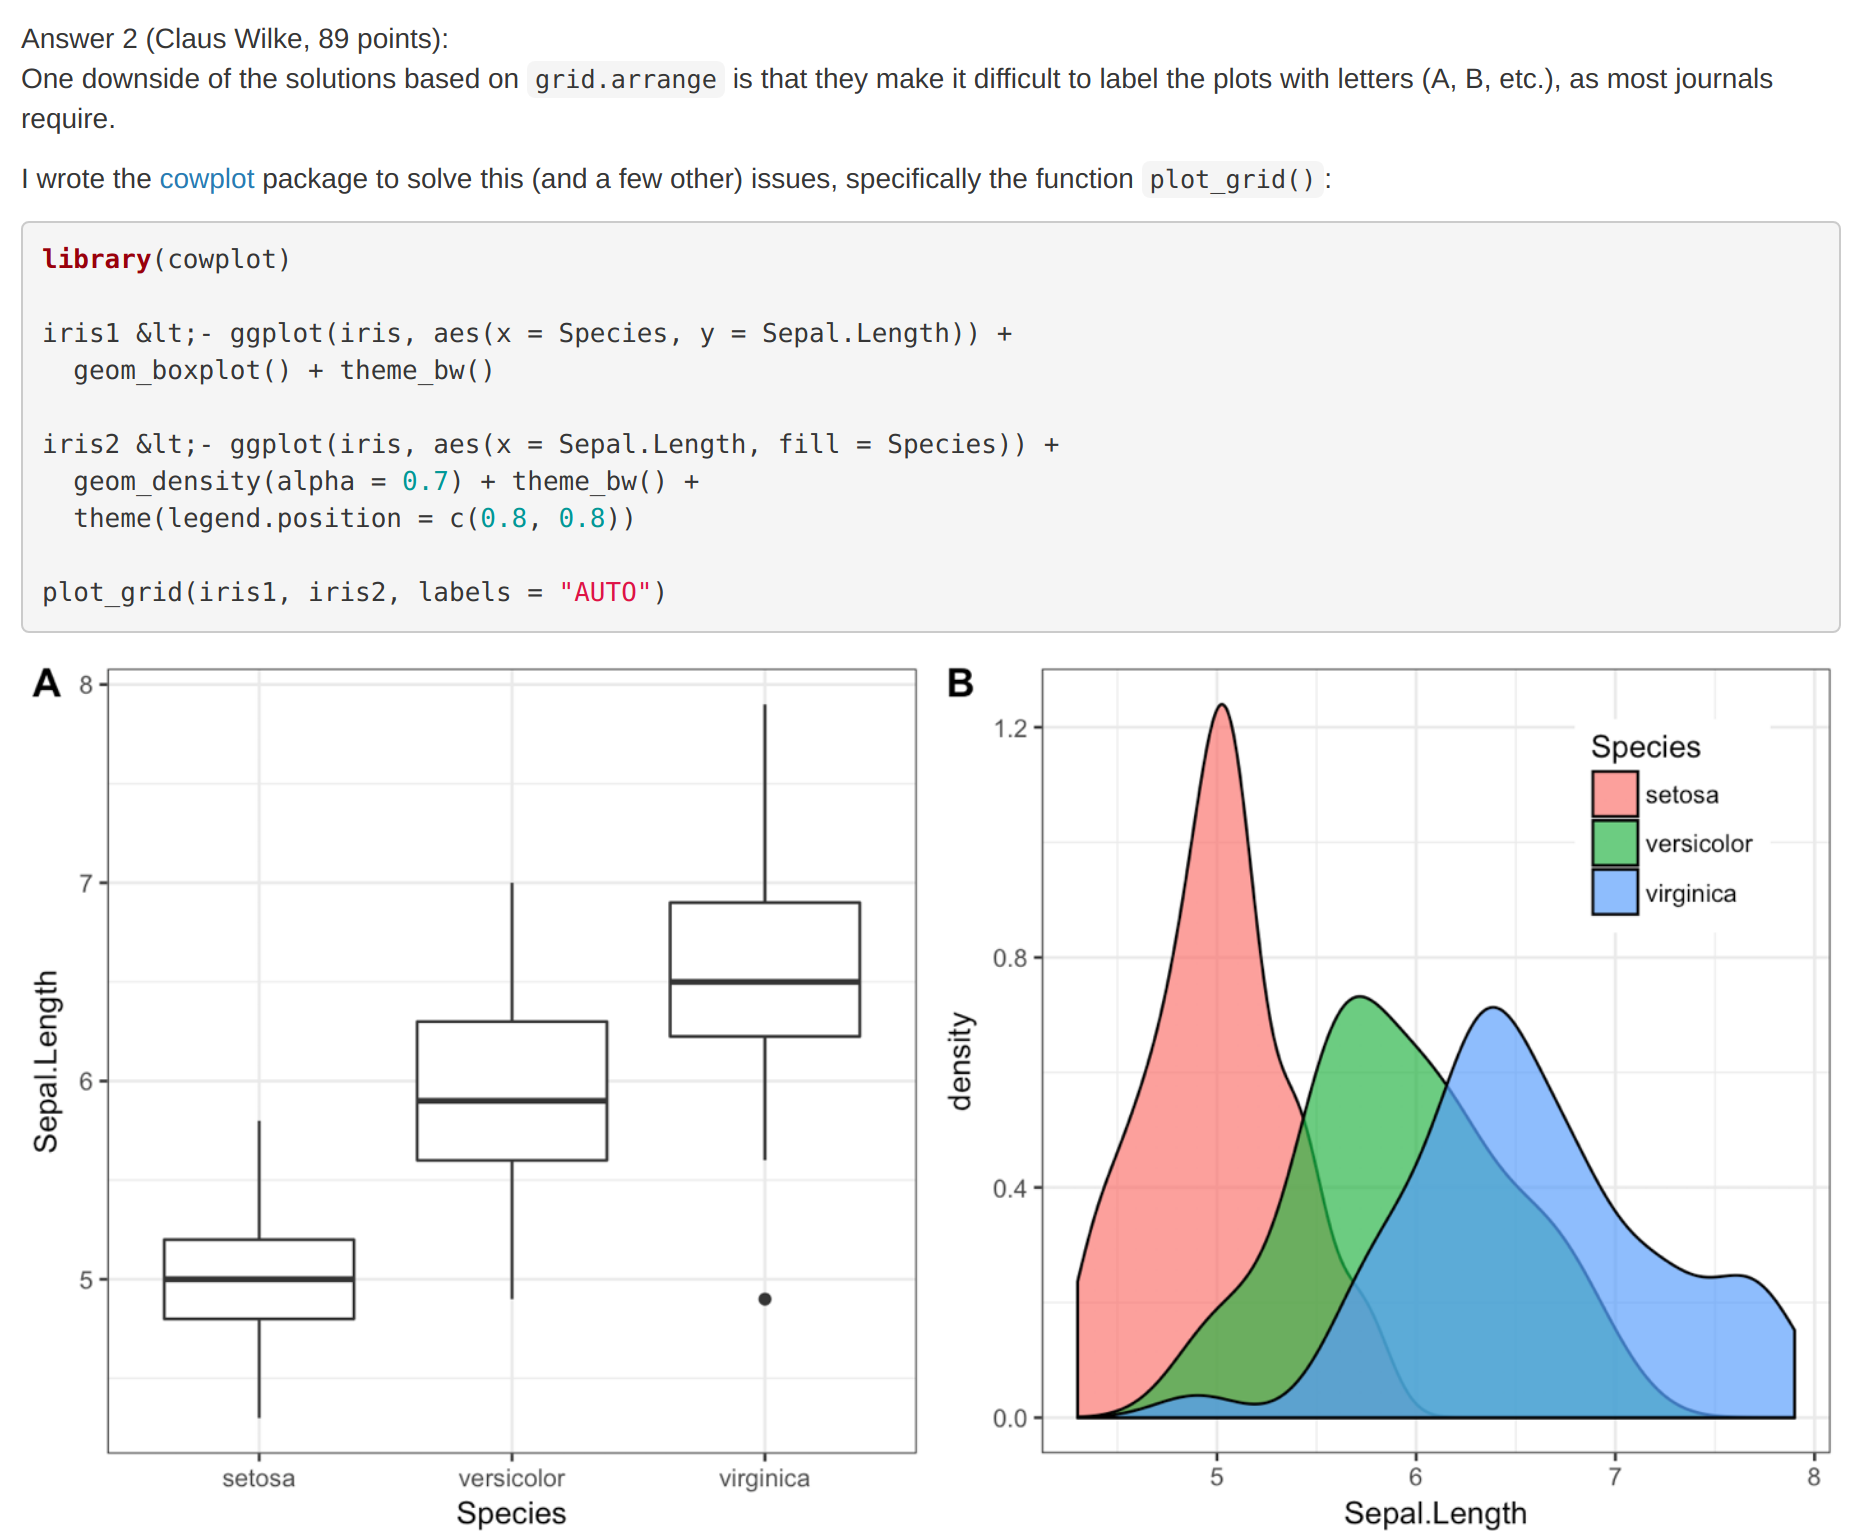 Answer 2 (Claus Wilke, 89 points):
One downside of the solutions based on grid.arrange is that they make it difficult to label the plots with letters (A, B, etc.), as most journals
require.
I wrote the cowplot package to solve this (and a few other) issues, specifically the function plot_grid() :
library(cowplot)
iris1 &lt;- ggplot(iris, aes(x = Species, y = Sepal.Length)) +
  geom_boxplot() + theme_bw()
iris2 &lt;- ggplot(iris, aes(x = Sepal.Length, fill = Species)) +
  geom_density(alpha = 0.7) + theme_bw() +
  theme(legend.position = c(0.8, 0.8))
plot_grid(iris1, iris2, labels = "AUTO")
A
8
7
6
5
Sepal.Length
setosa versicolor virginica
Species
B
1.2
0.8
0.4
0.0
density
Species
setosa
versicolor
virginica
5 6 7 8
Sepal.Length